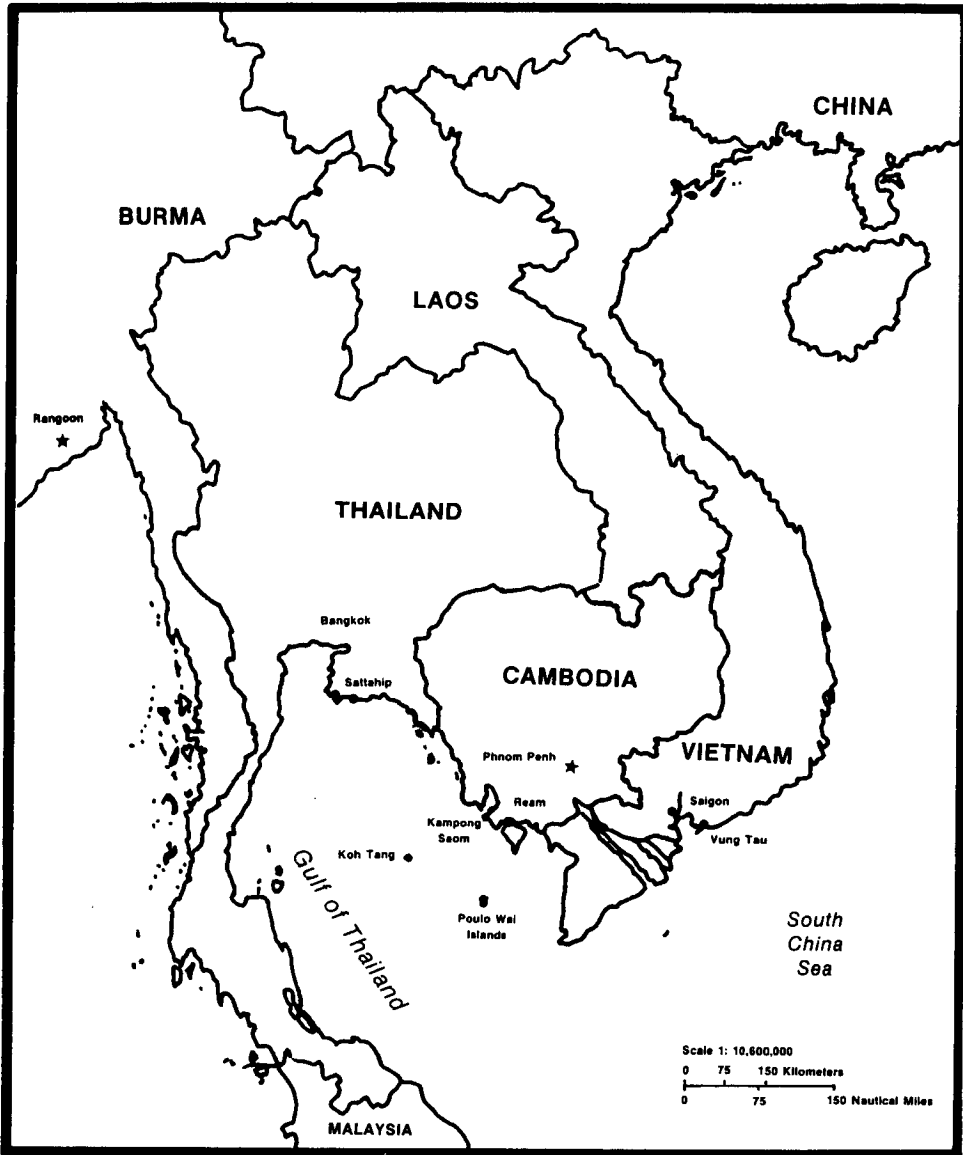 CHINA
BURMA
LAOS
Rangoon
THAILAND
Bangkok
CAMBODIA
Sattahip
VIETNAM
Phnom Penh
Saigon
Ream
Kampong
Saom
Vung Tau
Koh Tang
Gulf of Thailand
Poulo Wai
Islands
South
China
Sea
Scale 1: 10,600,000
0 75 150 Kilometers
0 75 150 Nautical Miles
MALAYSIA